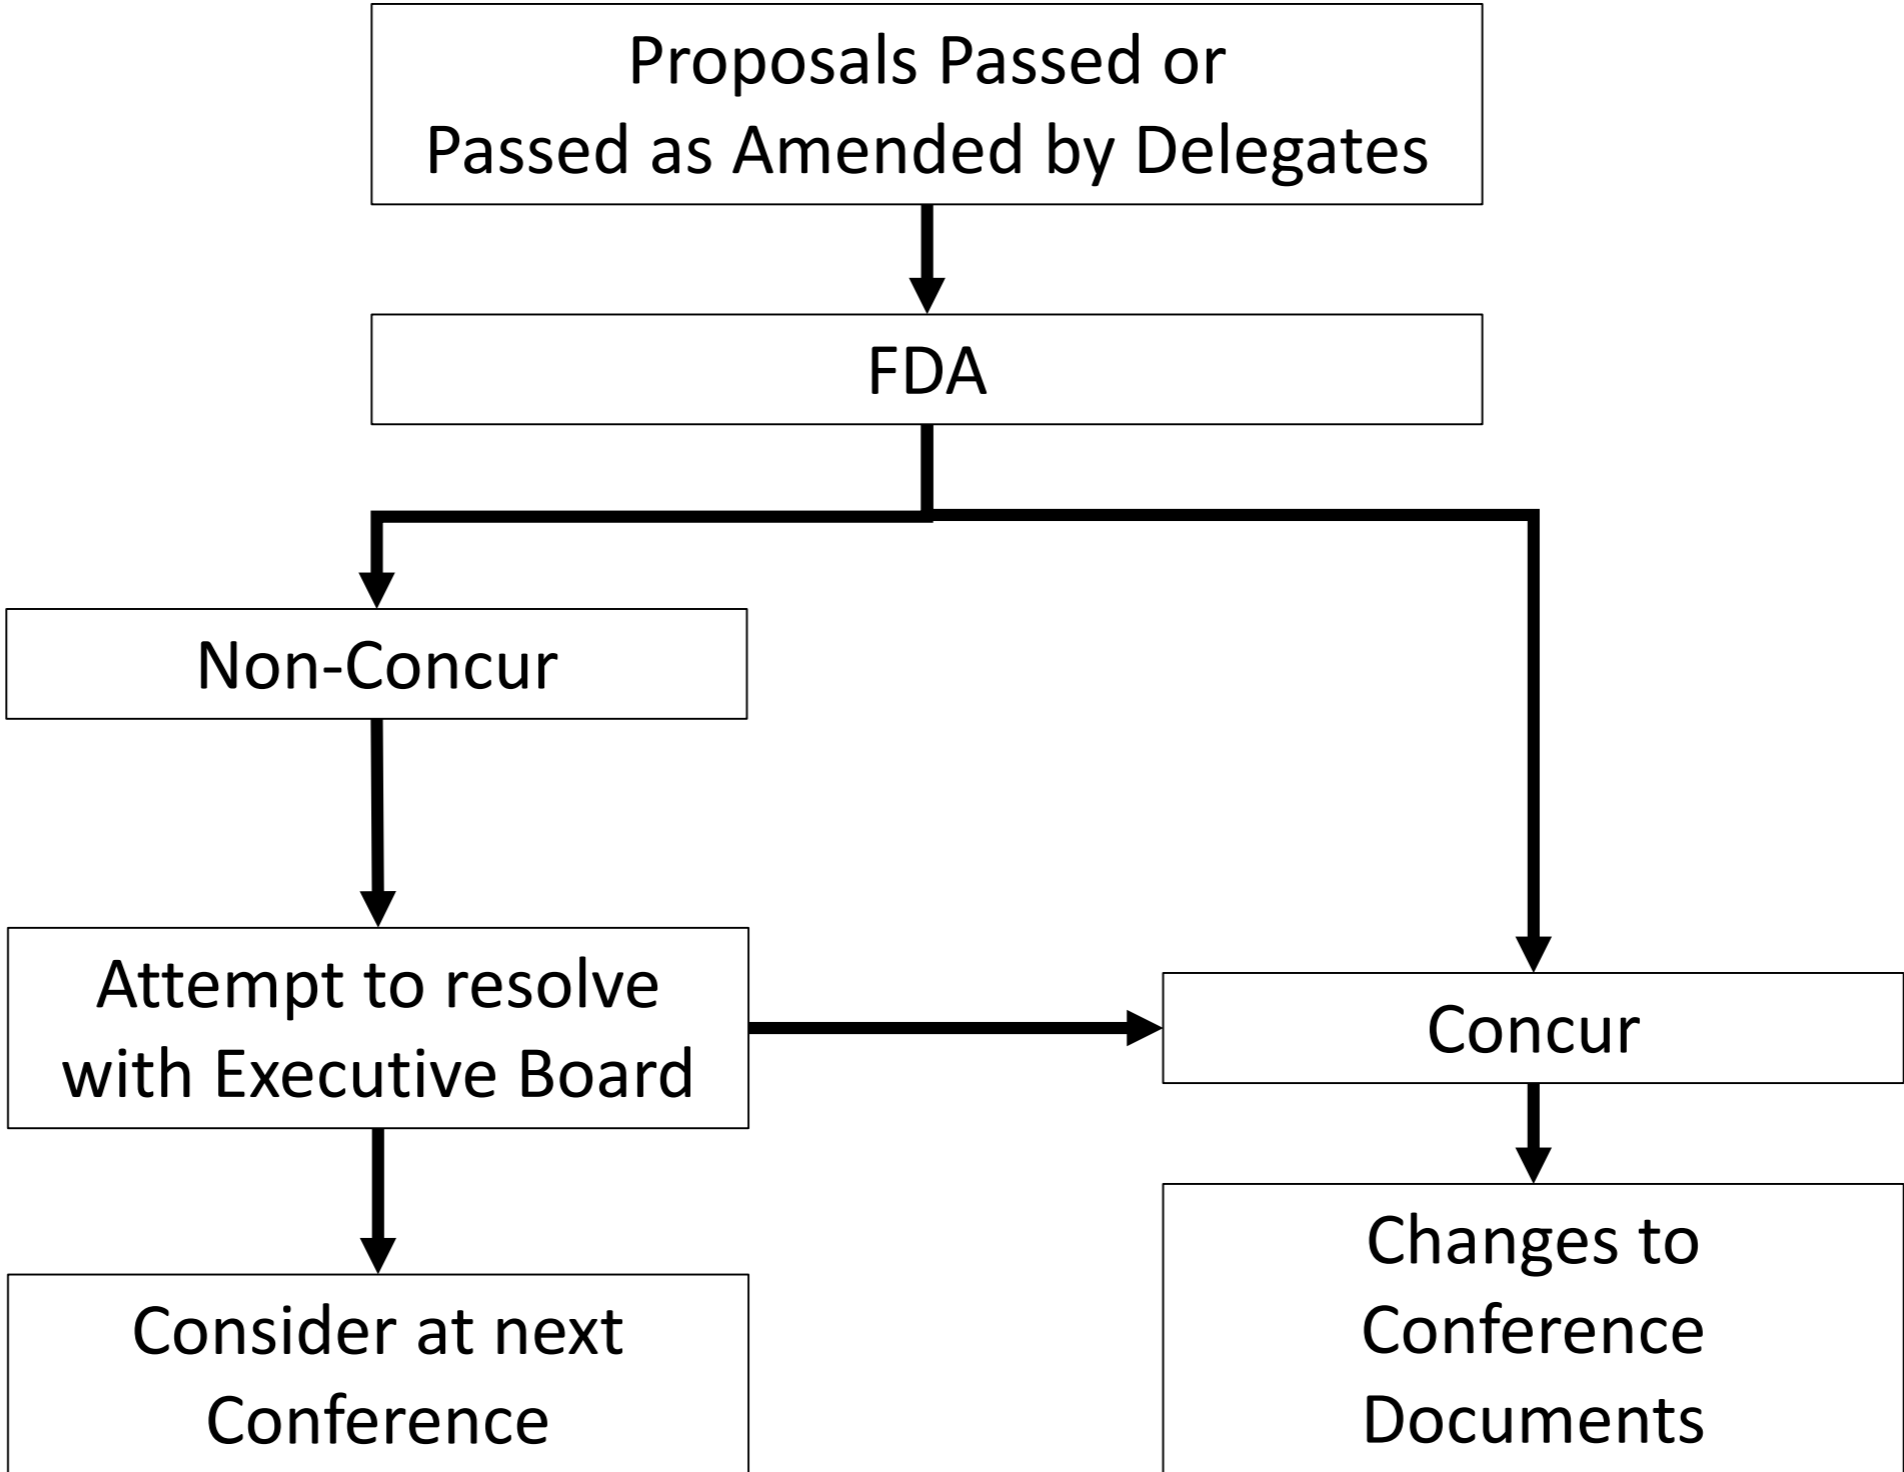 Proposals Passed or
Passed as Amended by Delegates
FDA
Non-Concur
Attempt to resolve
with Executive Board
Concur
Consider at next
Conference
Changes to
Conference
Documents